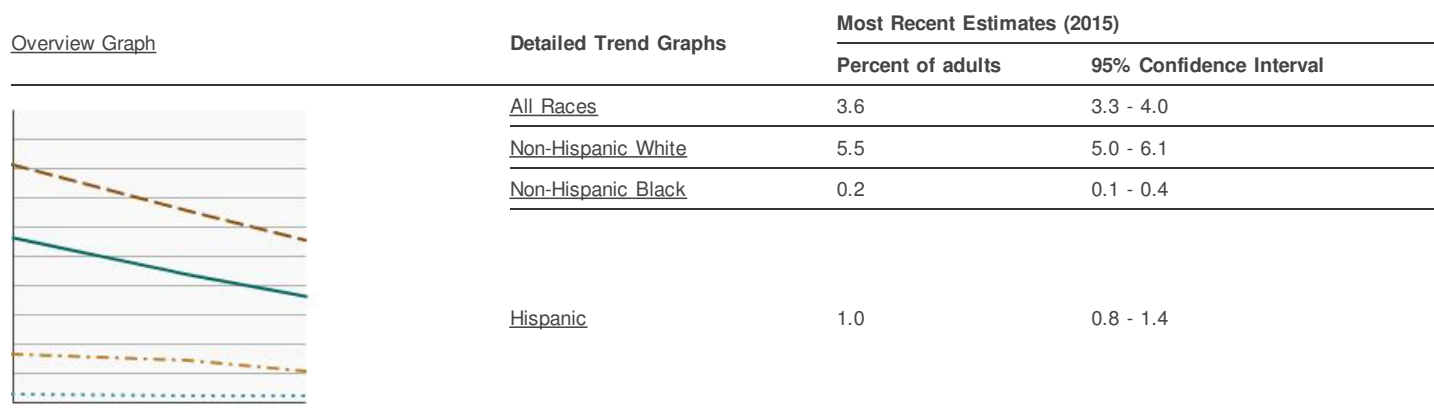 Overview Graph
Detailed Trend Graphs
Most Recent Estimates (2015)
Percent of adults
95% Confidence Interval
All Races 3.6 3.3 - 4.0
Non-Hispanic White 5.5 5.0 - 6.1
Non-Hispanic Black 0.2 0.1 - 0.4
Hispanic 1.0 0.8 - 1.4